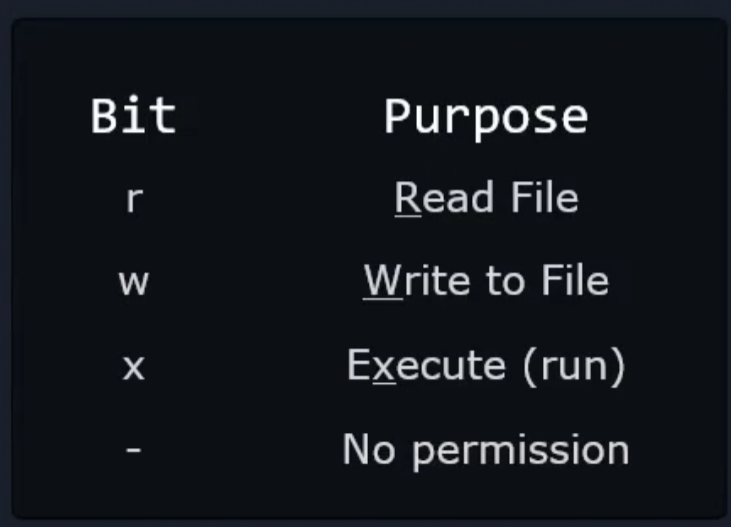 Bit Purpose
r Read File
w Write to File
x Execute (run)
- No permission